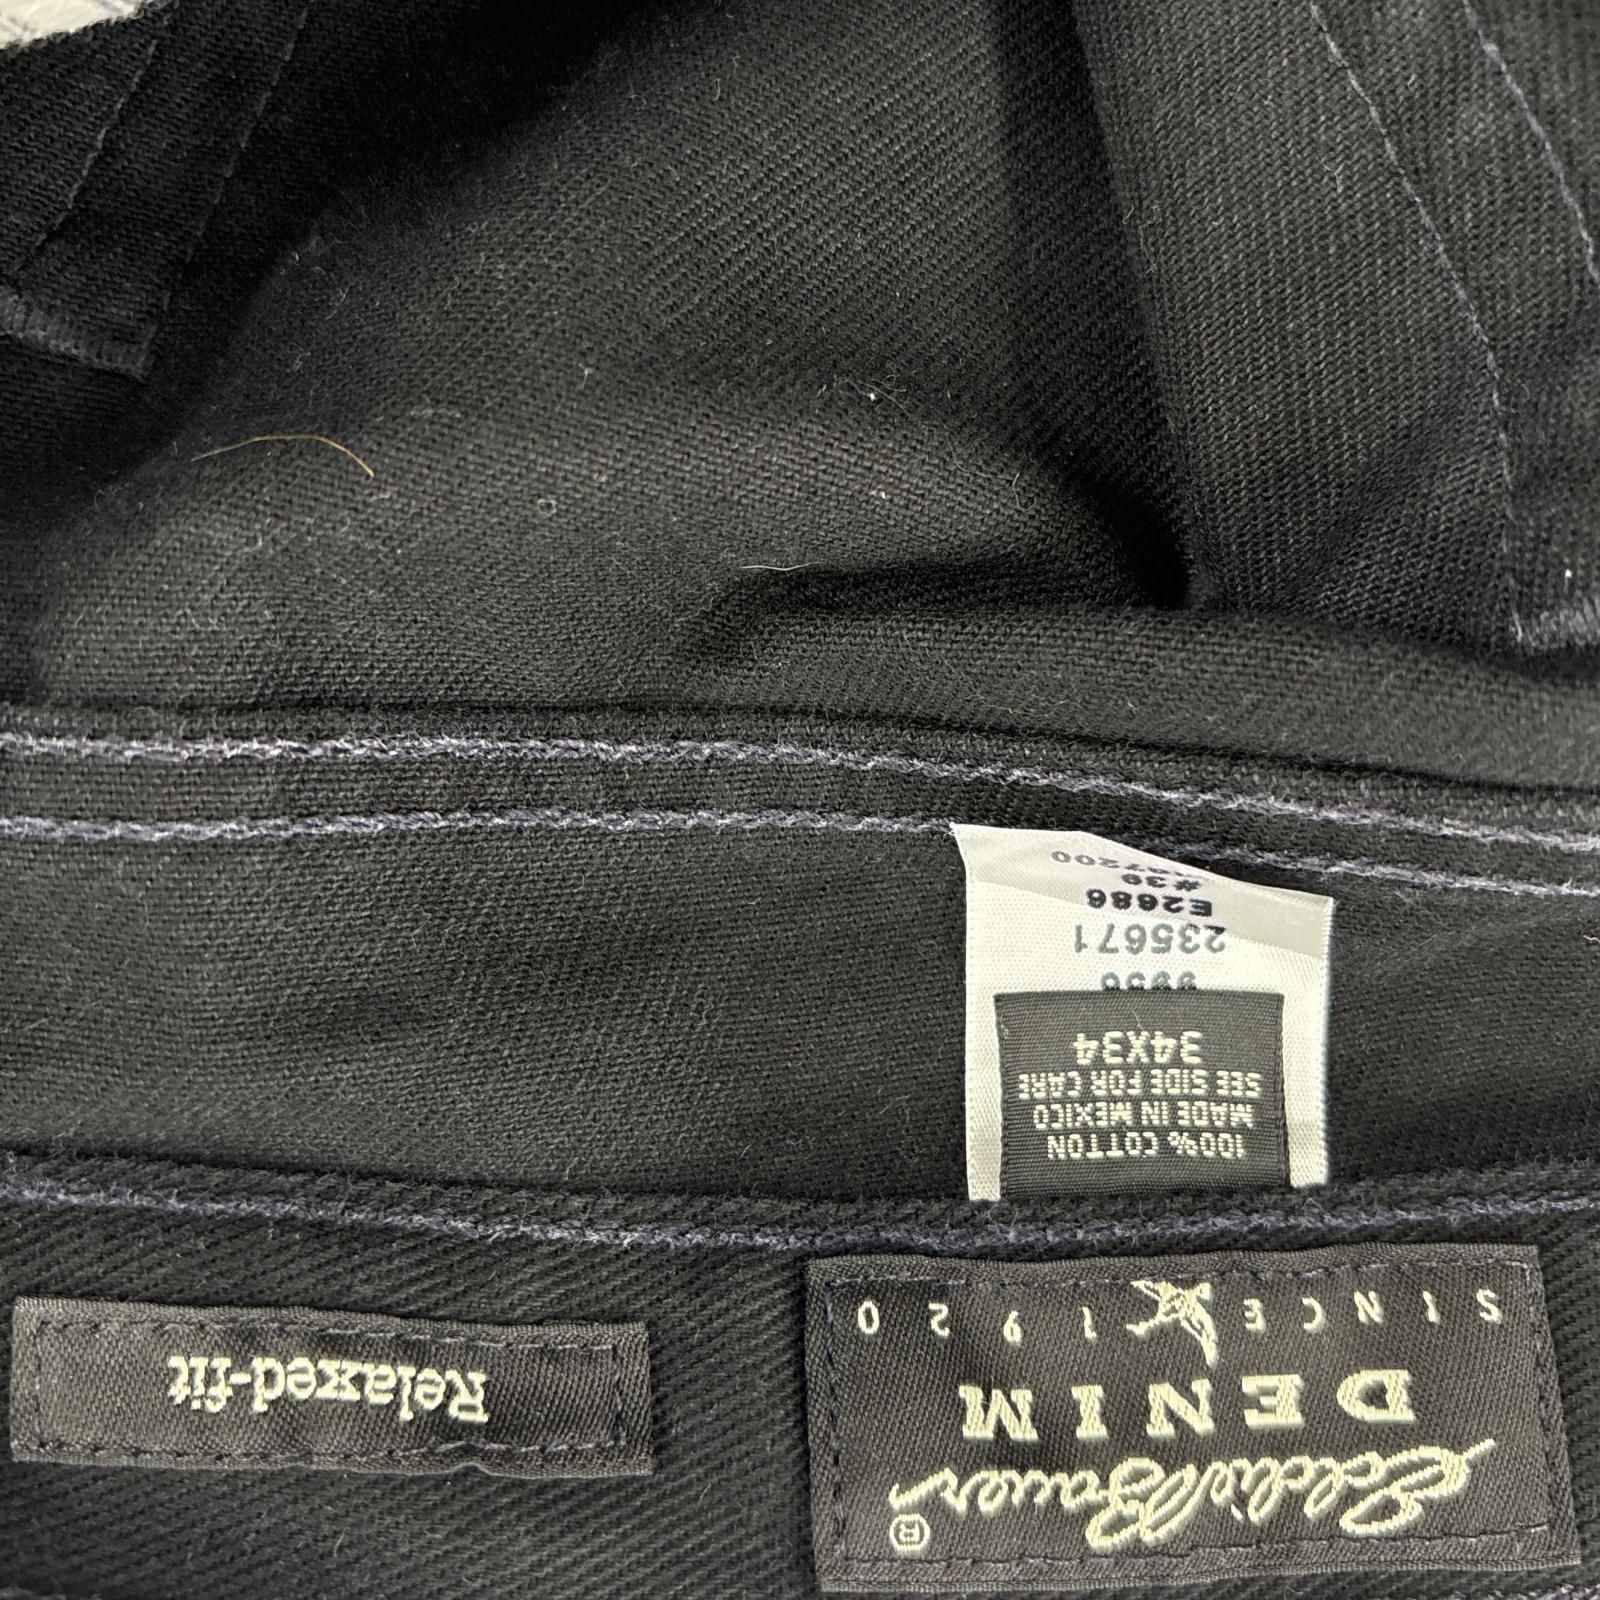 Eddie Bauer®
DENIM
SINCE 1920
Relaxed-fit
100% COTTON
MADE IN MEXICO
SEE SIDE FOR CARE
34X34
235671
E2686